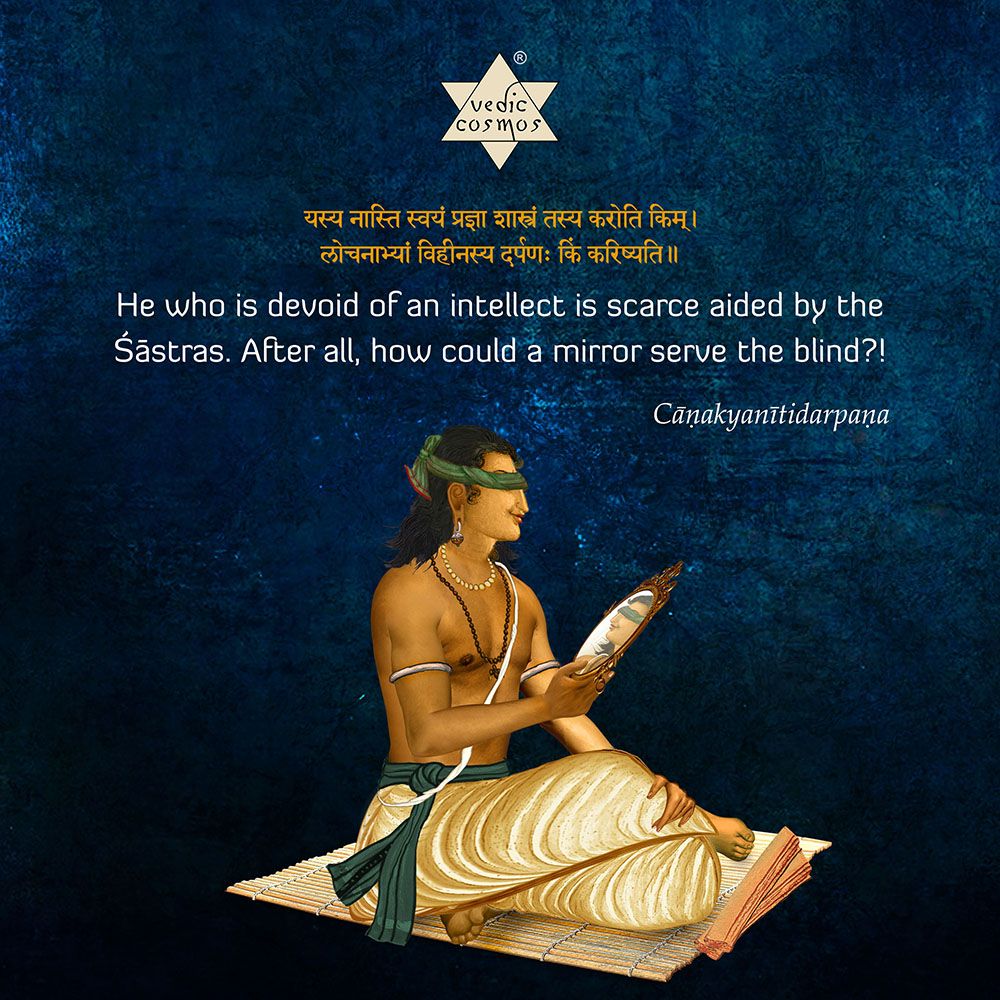 ®
vedic
cosmos
यस्य नास्ति स्वयं प्रज्ञा शास्त्रं तस्य करोति किम्।
लोचनाभ्यां विहीनस्य दर्पणः किं करिष्यति॥
He who is devoid of an intellect is scarce aided by the
Śāstras. After all, how could a mirror serve the blind?!
Cāṇakyanītidarpaṇa